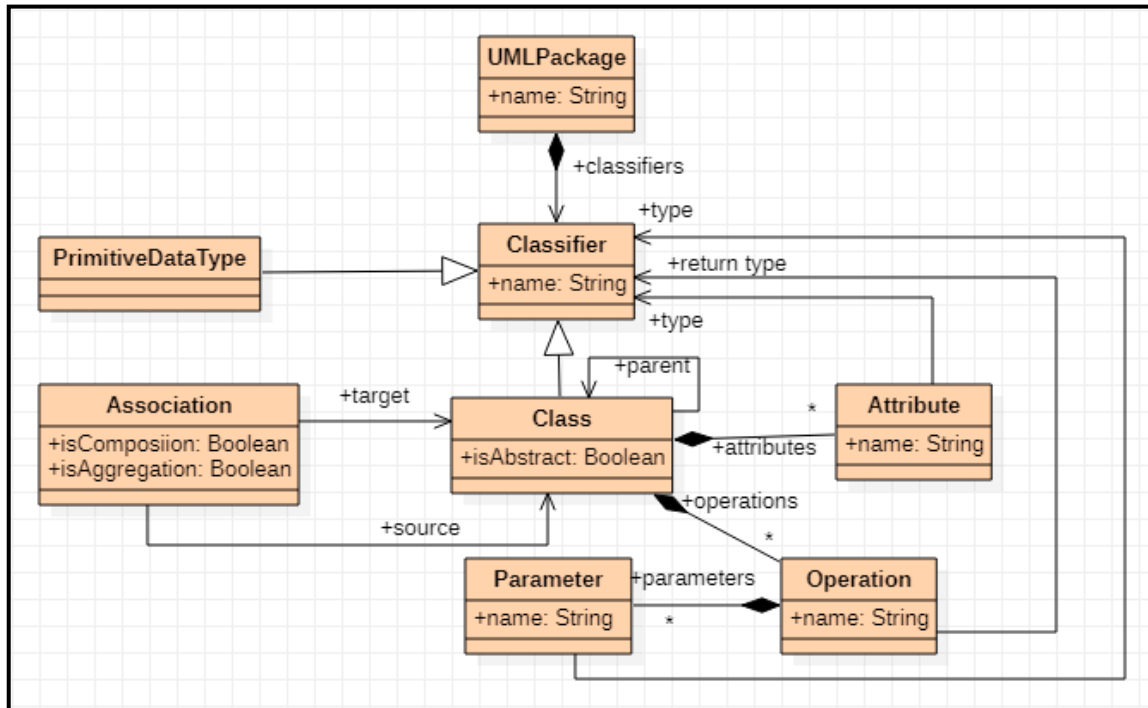 UMLPackage
+name: String
+classifiers
+type
PrimitiveDataType
Classifier
+name: String
+return type
+type
+parent
Association
+isComposiion: Boolean
+isAggregation: Boolean
+target
Class
+isAbstract: Boolean
*
+attributes
Attribute
+name: String
+source
+operations
*
Parameter
+name: String
+parameters
*
Operation
+name: String